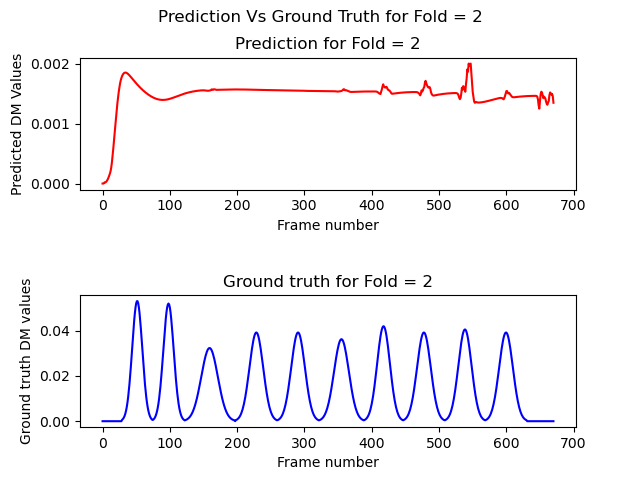 Prediction Vs Ground Truth for Fold = 2
Prediction for Fold = 2
Predicted DM Values
0.002
0.001
0.000
0 100 200 300 400 500 600 700
Frame number
Ground truth for Fold = 2
Ground truth DM values
0.04
0.02
0.00
0 100 200 300 400 500 600 700
Frame number